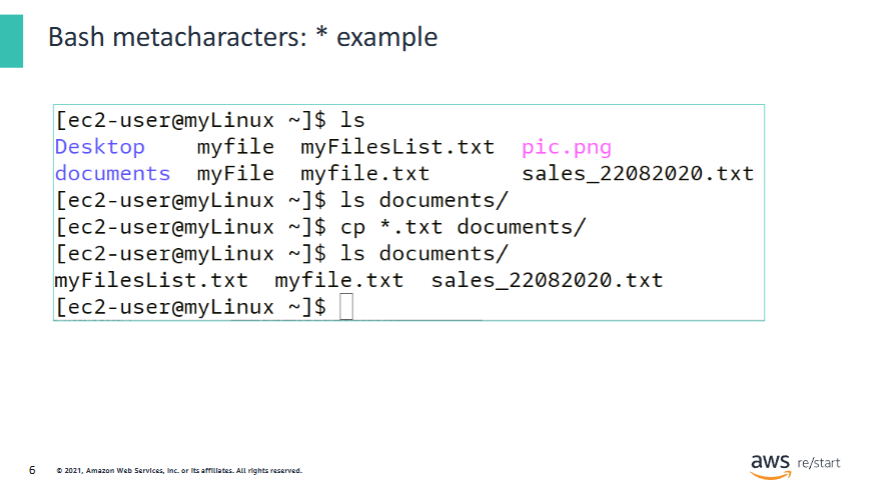 Bash metacharacters: * example
[ec2-user@myLinux ~]$ ls
Desktop    myfile  myFilesList.txt  pic.png
documents  myFile  myfile.txt       sales_22082020.txt
[ec2-user@myLinux ~]$ ls documents/
[ec2-user@myLinux ~]$ cp *.txt documents/
[ec2-user@myLinux ~]$ ls documents/
myFilesList.txt  myfile.txt  sales_22082020.txt
[ec2-user@myLinux ~]$
6 © 2021, Amazon Web Services, Inc. or its affiliates. All rights reserved.
aws re/start